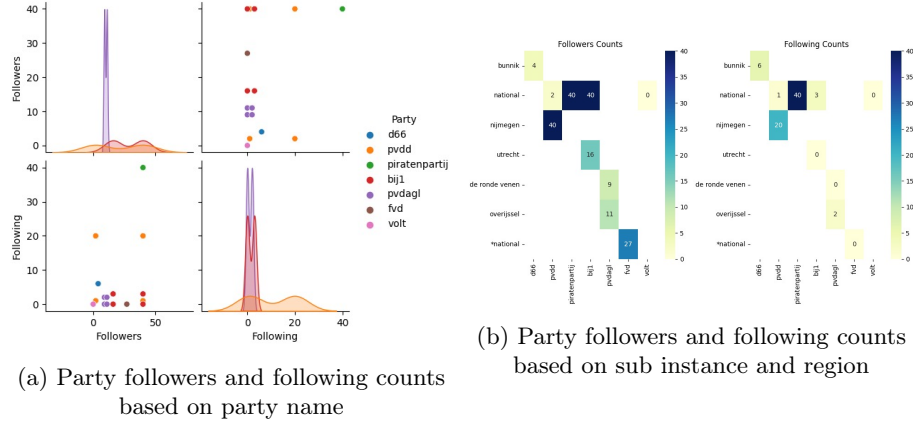 40
30
20
10
0
Followers
40
30
20
10
0
Following
0
50
Followers
0
20
40
Following
Party
d66
pvdd
piratenpartij
bij1
pvdagl
fvd
volt
(a) Party followers and following counts
based on party name
Followers Counts
bunnik
national
nijmegen
utrecht
de ronde venen
overijssel
*national
4
2 40 40 0
40
16
9
11
27
d66 pvdd piratenpartij bij1 pvdagl fvd volt
40
35
30
25
20
15
10
5
0
Following Counts
bunnik
national
nijmegen
utrecht
de ronde venen
overijssel
*national
6
1 40 3 0
20
0
0
2
0
d66 pvdd piratenpartij bij1 pvdagl fvd volt
40
35
30
25
20
15
10
5
0
(b) Party followers and following counts
based on sub instance and region